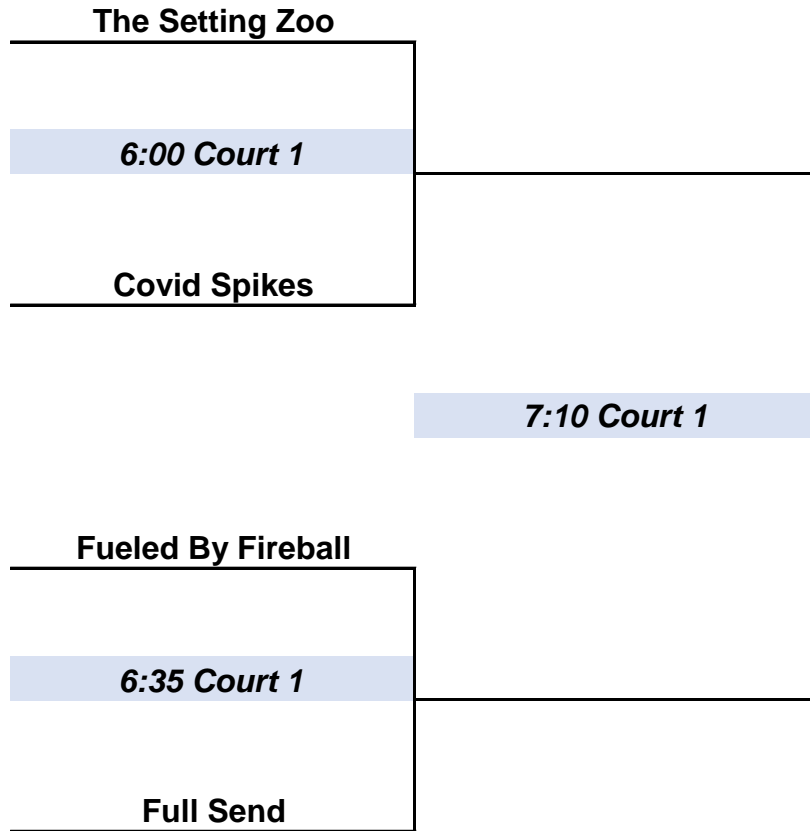 The Setting Zoo
6:00 Court 1
Covid Spikes
7:10 Court 1
Fueled By Fireball
6:35 Court 1
Full Send